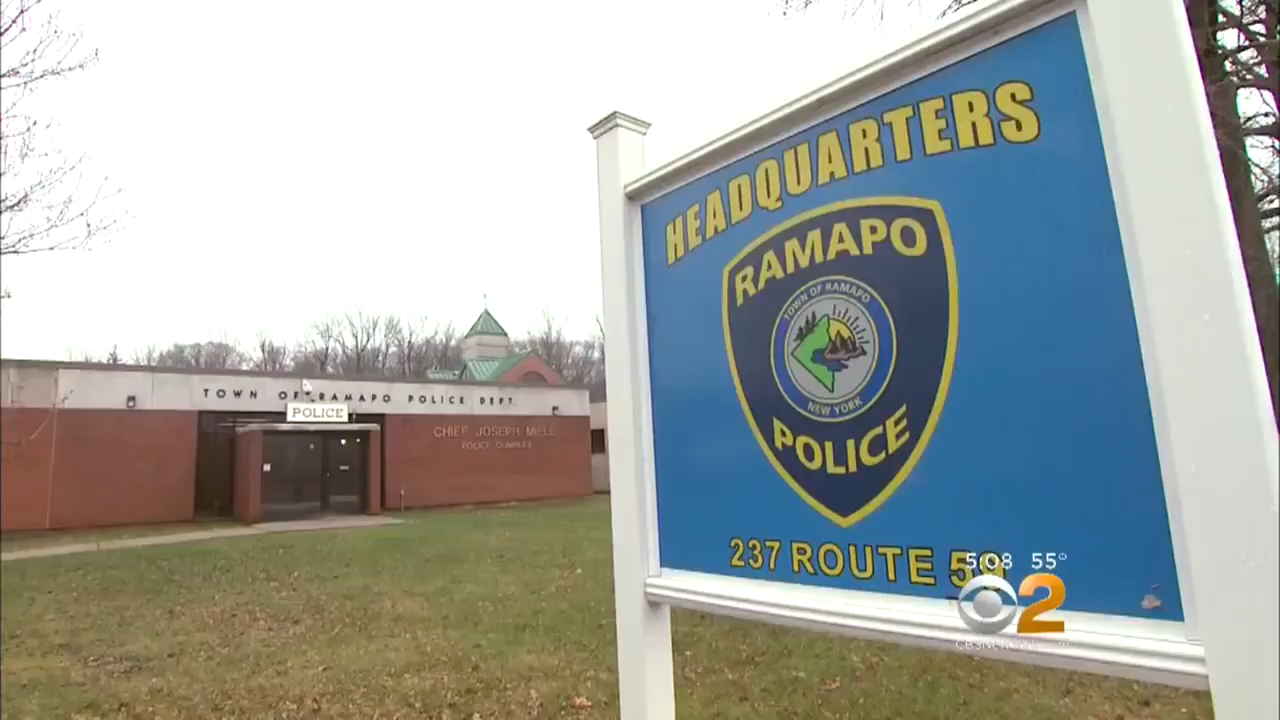 HEADQUARTERS
RAMAPO
TOWN OF RAMAPO
NEW YORK
POLICE
237 ROUTE 59
TOWN OF RAMAPO POLICE DEPT.
POLICE
CHIEF JOSEPH
POLICE COMPLEX
5:08 55°
2